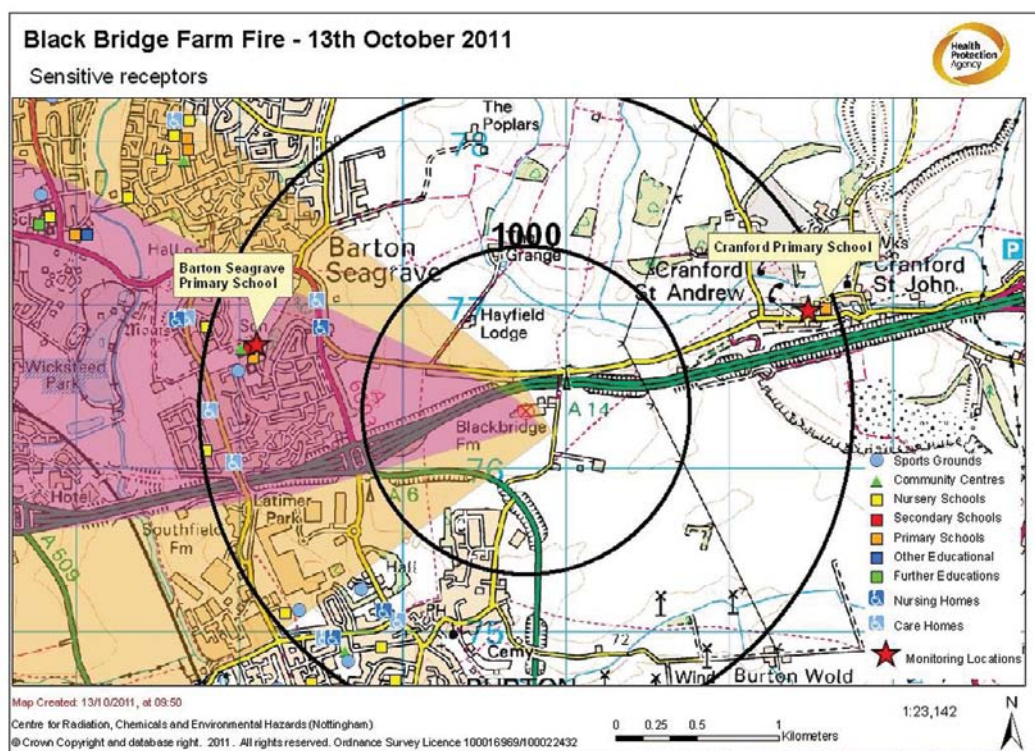 Black Bridge Farm Fire - 13th October 2011
Sensitive receptors
Health
Protection
Agency
The
Poplars
78
1000
Grange
Barton
Seagrave
Barton Seagrave
Primary School
77
Hayfield
Lodge
Cranford Primary School
Wks
Cranford
St Andrew
Cranford
St John
P
Wicksteed
Park
A 14
Blackbridge
Fm
76
A 6
Hotel
Latimer
Park
Southfield
Fm
A 509
Hall
PH
75
Cemy
72
Wind
Burton Wold
Sports Grounds
Community Centres
Nursery Schools
Secondary Schools
Primary Schools
Other Educational
Further Educations
Nursing Homes
Care Homes
Monitoring Locations
Map Created: 13/10/2011, at 09:50
Centre for Radiation, Chemicals and Environmental Hazards (Nottingham)
© Crown Copyright and database right. 2011. All rights reserved. Ordnance Survey Licence 100016969/100022432
0 0.25 0.5 1
Kilometers
1:23,142
N